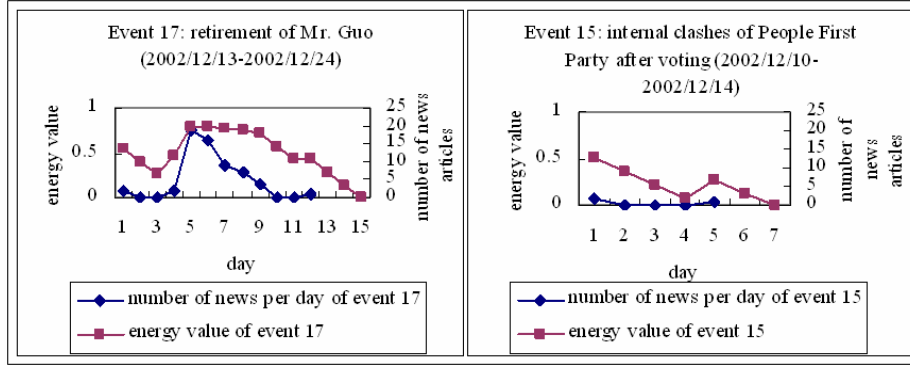 Event 17: retirement of Mr. Guo
(2002/12/13-2002/12/24)
1
0.5
0
energy value
25
20
15
10
5
0
number of news
articles
1 3 5 7 9 11 13 15
day
number of news per day of event 17
energy value of event 17
Event 15: internal clashes of People First
Party after voting (2002/12/10-
2002/12/14)
1
0.5
0
energy value
25
20
15
10
5
0
number of
news
articles
1 2 3 4 5 6 7
day
number of news per day of event 15
energy value of event 15